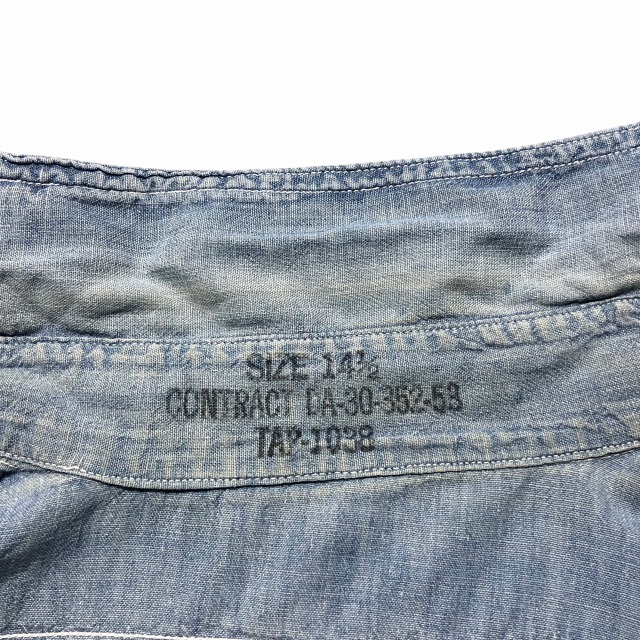 SIZE 14½
CONTRACT DA-30-352-53
TAP-1038